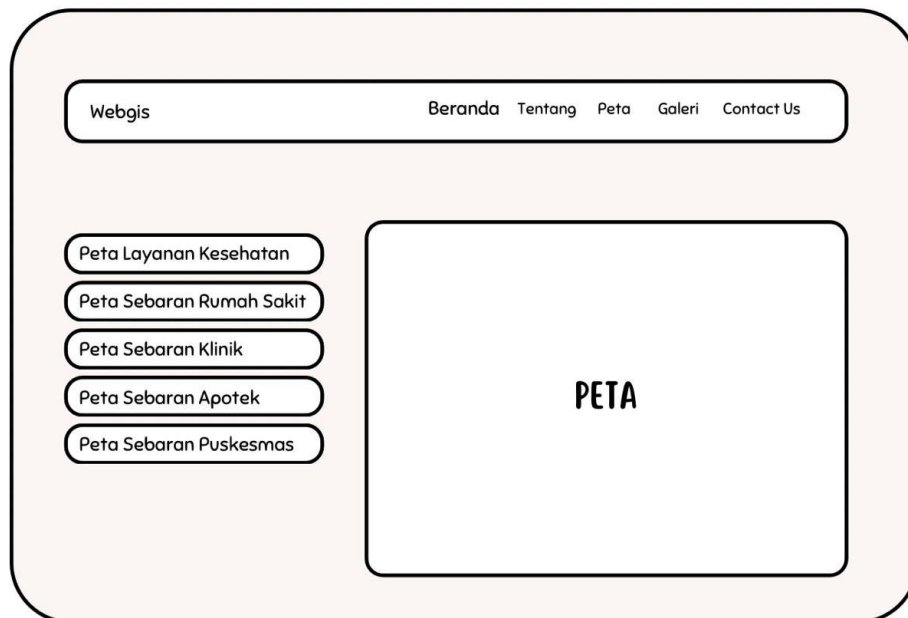 Webgis
Beranda Tentang Peta Galeri Contact Us
Peta Layanan Kesehatan
Peta Sebaran Rumah Sakit
Peta Sebaran Klinik
Peta Sebaran Apotek
Peta Sebaran Puskesmas
PETA